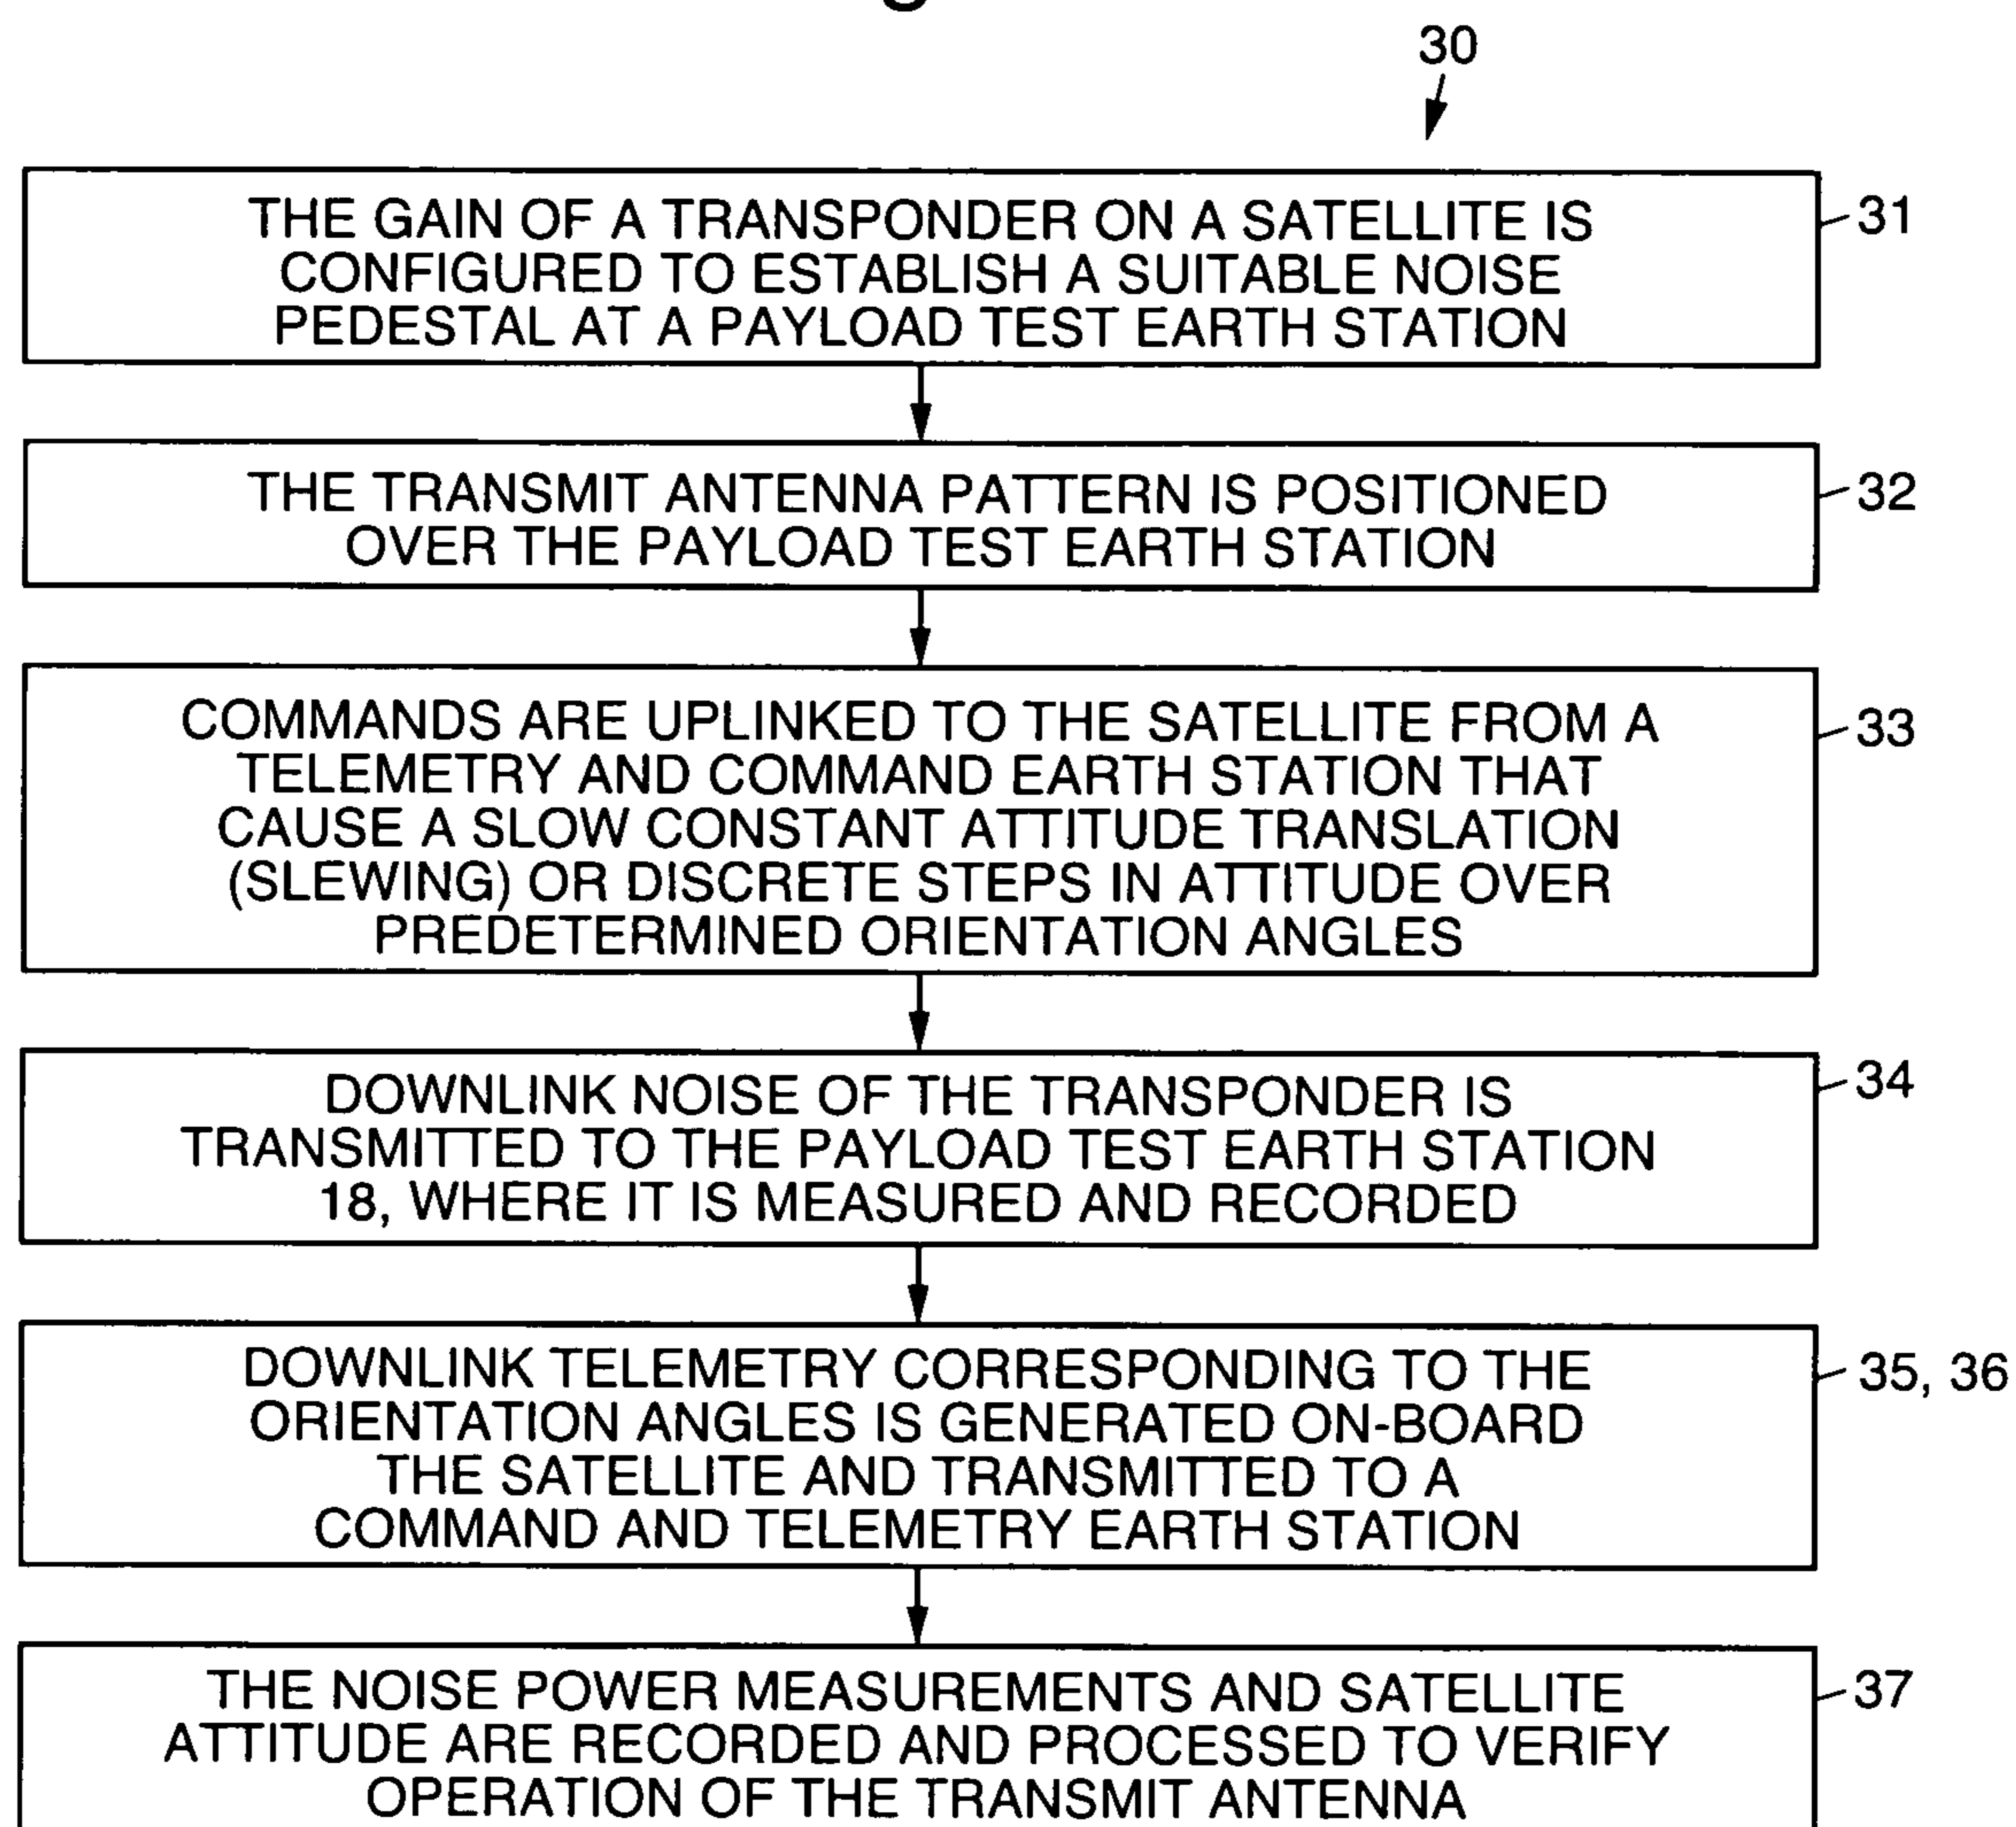 30
THE GAIN OF A TRANSPONDER ON A SATELLITE IS
CONFIGURED TO ESTABLISH A SUITABLE NOISE
PEDESTAL AT A PAYLOAD TEST EARTH STATION
31
THE TRANSMIT ANTENNA PATTERN IS POSITIONED
OVER THE PAYLOAD TEST EARTH STATION
32
COMMANDS ARE UPLINKED TO THE SATELLITE FROM A
TELEMETRY AND COMMAND EARTH STATION THAT
CAUSE A SLOW CONSTANT ATTITUDE TRANSLATION
(SLEWING) OR DISCRETE STEPS IN ATTITUDE OVER
PREDETERMINED ORIENTATION ANGLES
33
DOWNLINK NOISE OF THE TRANSPONDER IS
TRANSMITTED TO THE PAYLOAD TEST EARTH STATION
18, WHERE IT IS MEASURED AND RECORDED
34
DOWNLINK TELEMETRY CORRESPONDING TO THE
ORIENTATION ANGLES IS GENERATED ON-BOARD
THE SATELLITE AND TRANSMITTED TO A
COMMAND AND TELEMETRY EARTH STATION
35, 36
THE NOISE POWER MEASUREMENTS AND SATELLITE
ATTITUDE ARE RECORDED AND PROCESSED TO VERIFY
OPERATION OF THE TRANSMIT ANTENNA
37